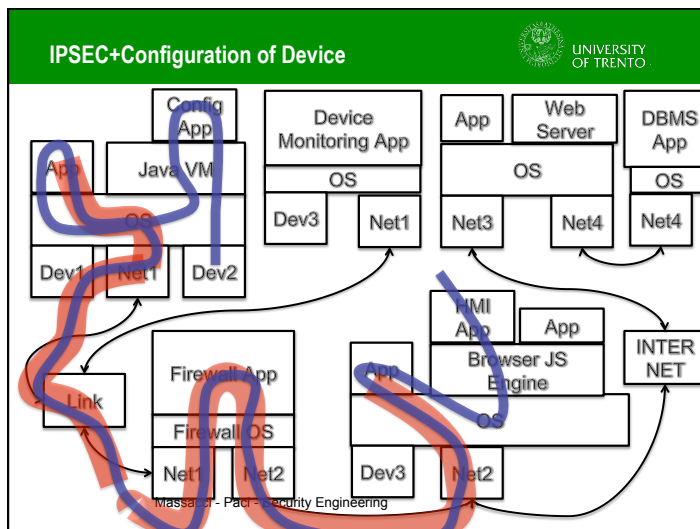 IPSEC+Configuration of Device
UNIVERSITY
OF TRENTO
Config
App
App
Java VM
OS
Dev1
Net1
Dev2
Device
Monitoring App
OS
Dev3
Net1
App
Web
Server
OS
Net3
Net4
DBMS
App
OS
Net4
Link
Firewall App
Firewall OS
Net1
Net2
HMI
App
App
App
Browser JS
Engine
OS
Dev3
Net2
INTER
NET
Massacci - Paci - Security Engineering